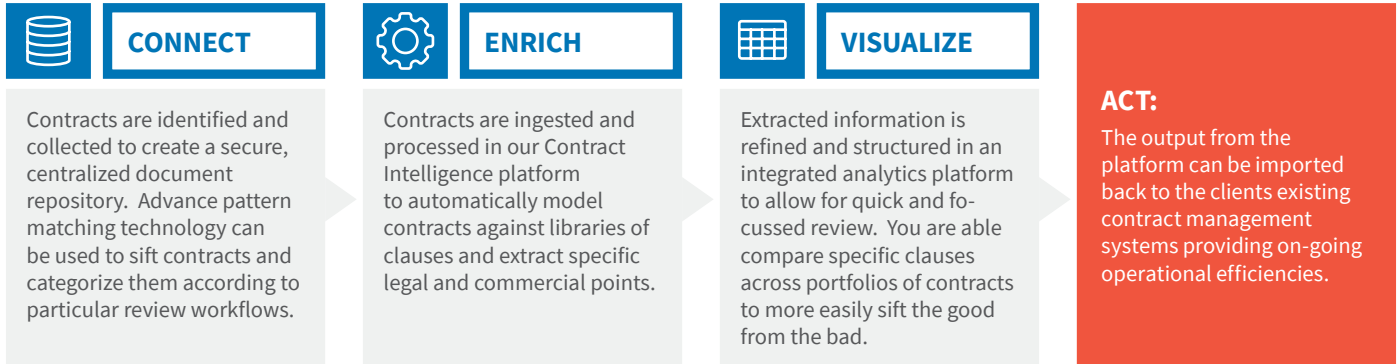 CONNECT
Contracts are identified and
collected to create a secure,
centralized document
repository.  Advance pattern
matching technology can
be used to sift contracts and
categorize them according to
particular review workflows.
ENRICH
Contracts are ingested and
processed in our Contract
Intelligence platform
to automatically model
contracts against libraries of
clauses and extract specific
legal and commercial points.
VISUALIZE
Extracted information is
refined and structured in an
integrated analytics platform
to allow for quick and fo-
cussed review.  You are able
compare specific clauses
across portfolios of contracts
to more easily sift the good
from the bad.
ACT:
The output from the
platform can be imported
back to the clients existing
contract management
systems providing on-going
operational efficiencies.